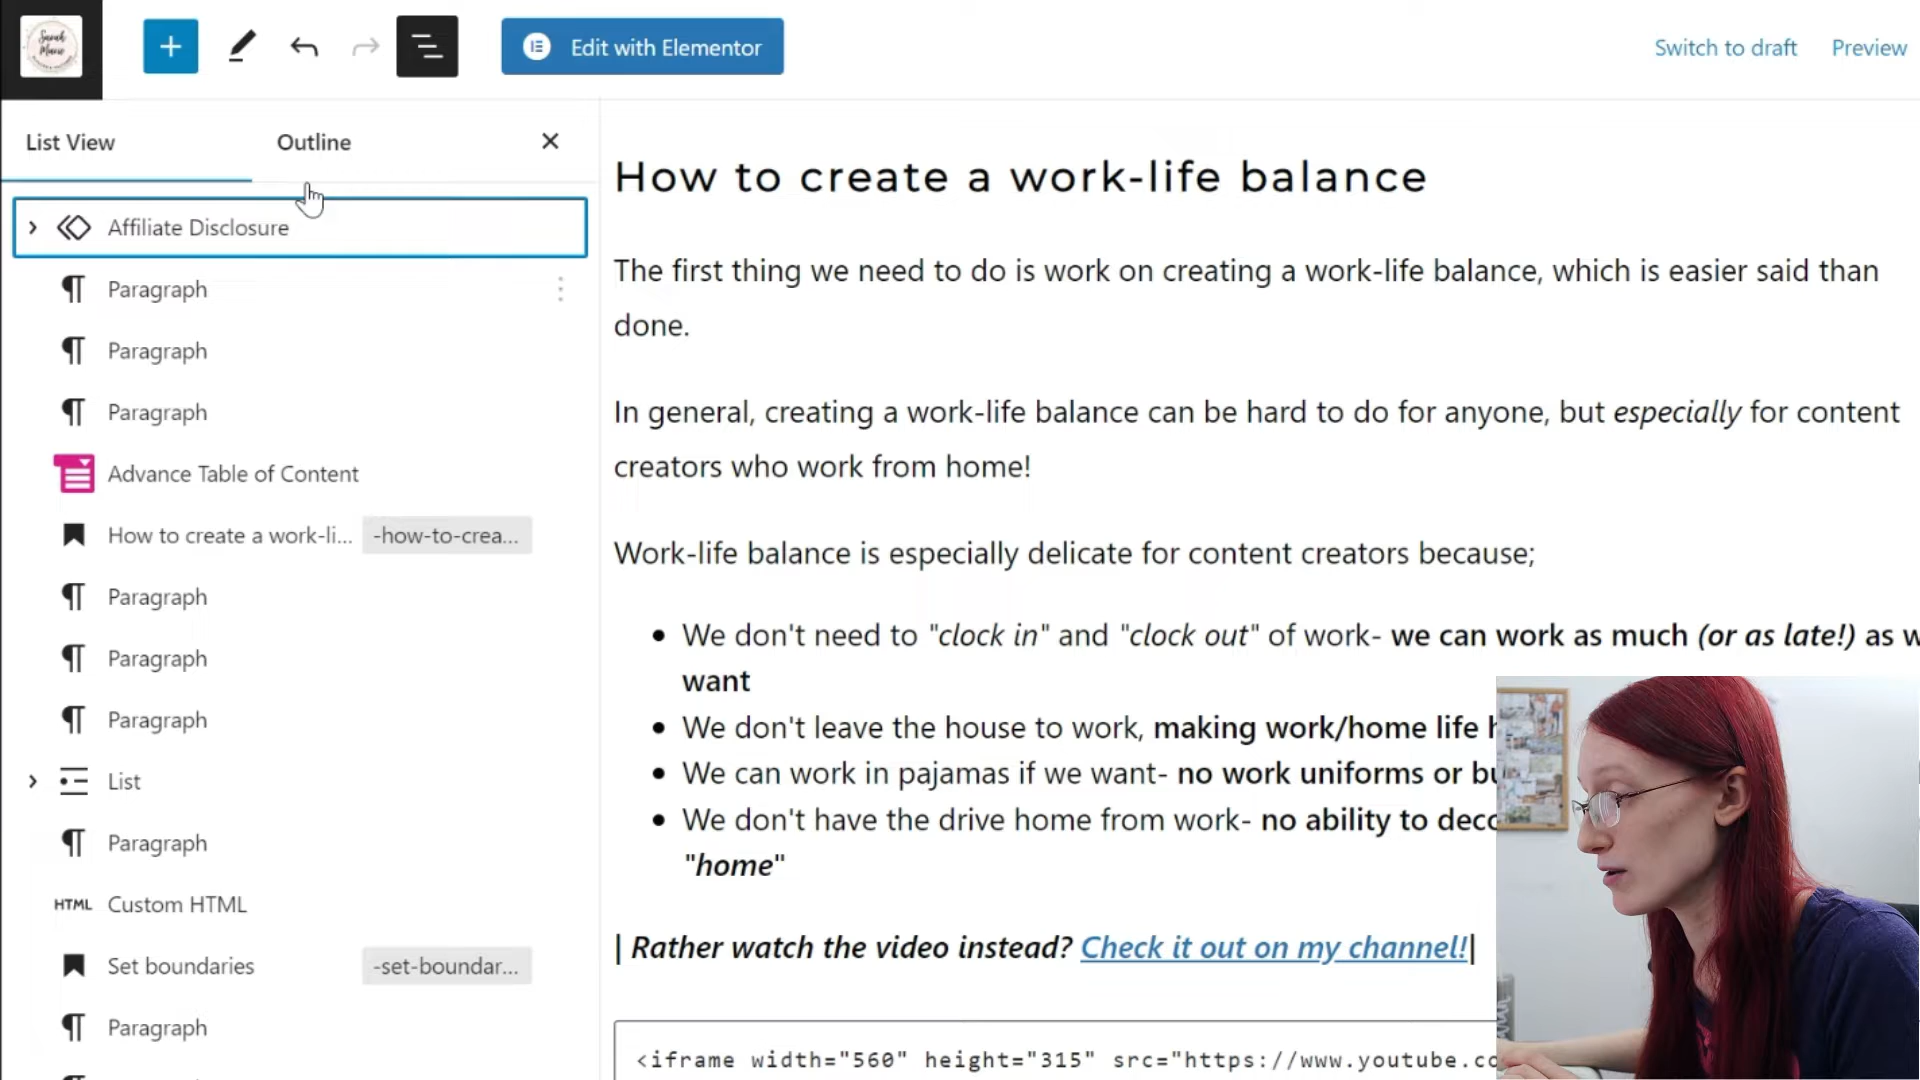 Sarah
Marie
Edit with Elementor
Switch to draft
Preview
List View
Outline
Affiliate Disclosure
Paragraph
Paragraph
Paragraph
Advance Table of Content
How to create a work-li... -how-to-crea...
Paragraph
Paragraph
Paragraph
List
Paragraph
HTML Custom HTML
Set boundaries -set-boundar...
Paragraph
How to create a work-life balance
The first thing we need to do is work on creating a work-life balance, which is easier said than
done.
In general, creating a work-life balance can be hard to do for anyone, but especially for content
creators who work from home!
Work-life balance is especially delicate for content creators because;
We don't need to "clock in" and "clock out" of work- we can work as much (or as late!) as
want
We don't leave the house to work, making work/home life
We can work in pajamas if we want- no work uniforms or
We don't have the drive home from work- no ability to
"home"
| Rather watch the video instead? Check it out on my channel!|
<iframe width="560" height="315" src="https://www.youtube.co